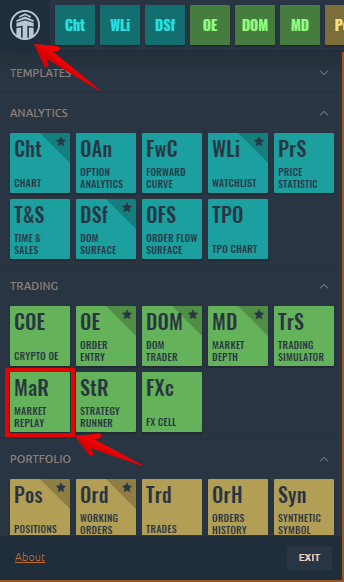 Cht WLi DSf OE DOM MD
TEMPLATES
ANALYTICS
Cht OAn FwC WLi PrS
CHART OPTION ANALYTICS FORWARD CURVE WATCHLIST PRICE STATISTIC
T&S DSf OFS TPO
TIME & SALES DOM SURFACE ORDER FLOW SURFACE TPO CHART
TRADING
COE OE DOM MD TrS
CRYPTO OE ORDER ENTRY DOM TRADER MARKET DEPTH TRADING SIMULATOR
MaR StR FXc
MARKET REPLAY STRATEGY RUNNER FX CELL
PORTFOLIO
Pos Ord Trd OrH Syn
POSITIONS WORKING ORDERS TRADES ORDERS HISTORY SYNTHETIC SYMBOL
About EXIT